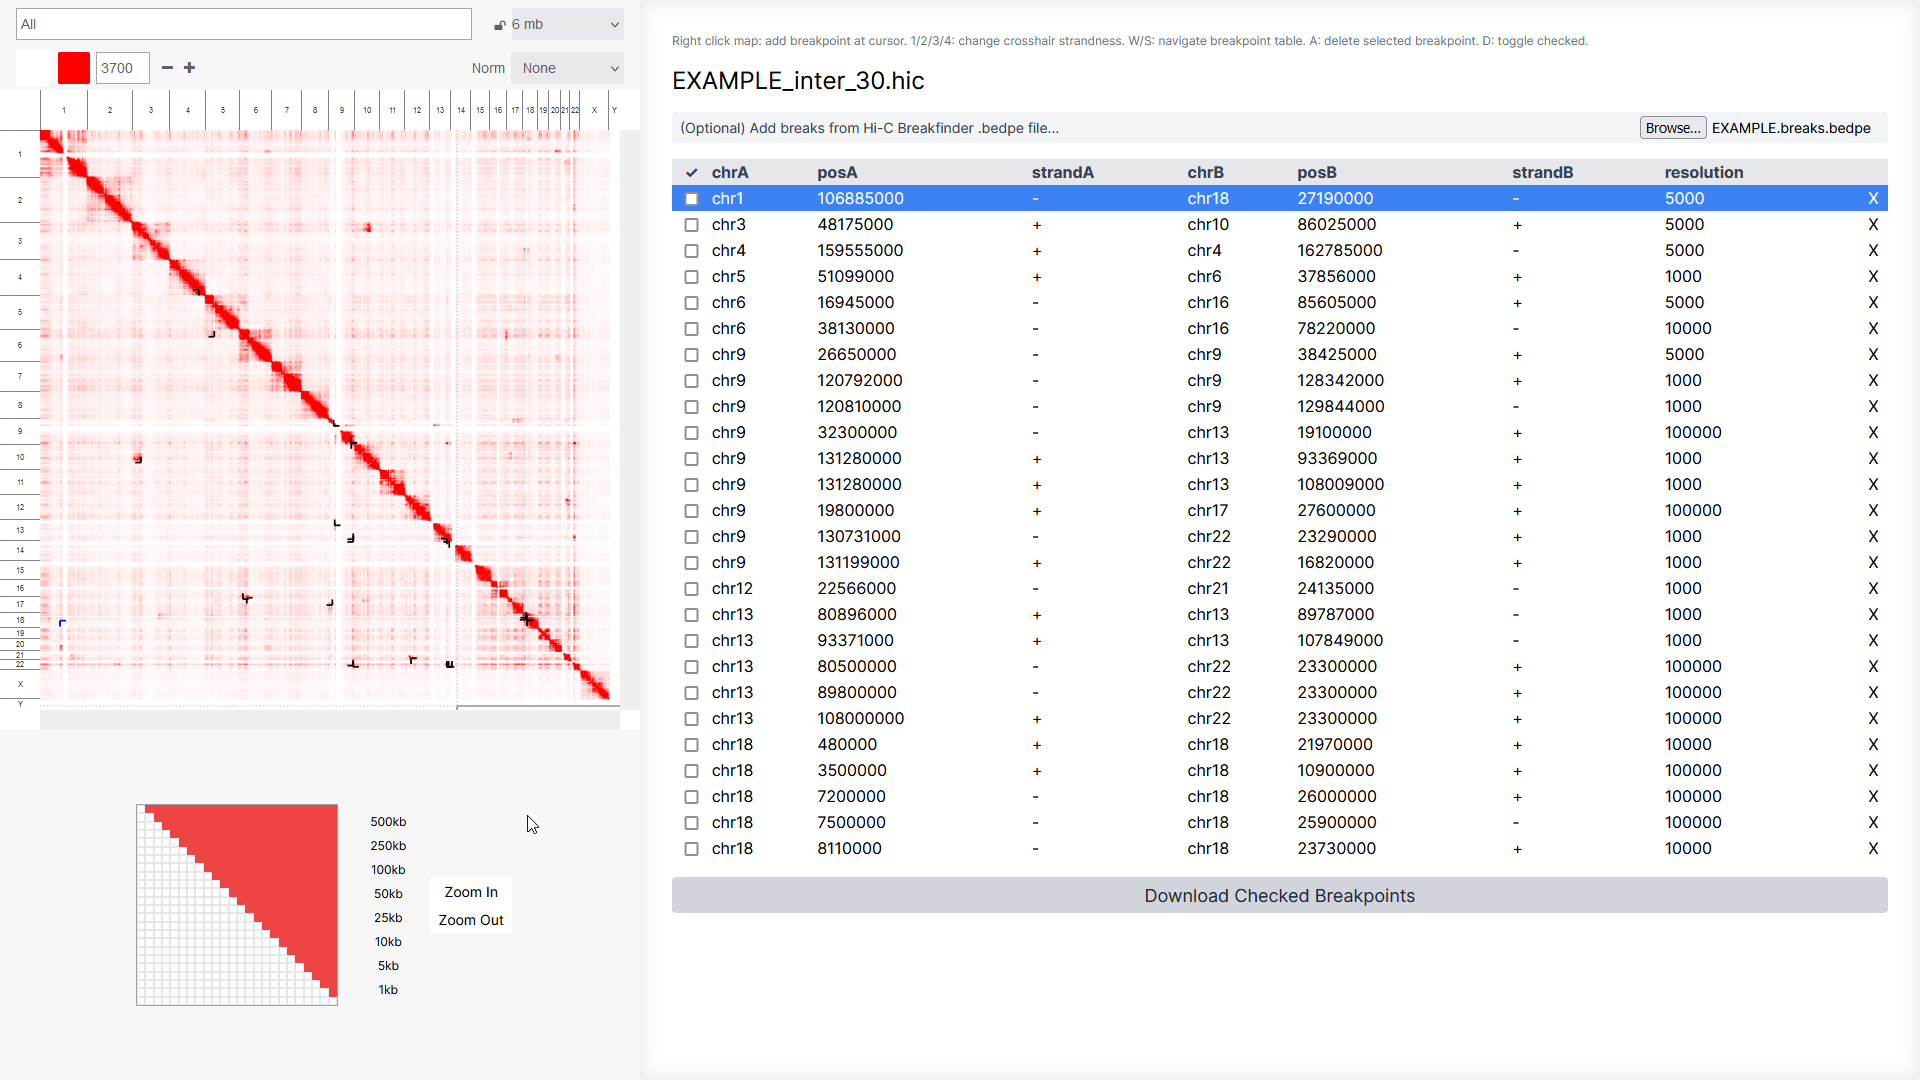 All
6 mb
3700
Norm
None
1 2 3 4 5 6 7 8 9 10 11 12 13 14 15 16 17 18 19 20 21 22 X Y
1
2
3
4
5
6
7
8
9
10
11
12
13
14
15
16
17
18
19
20
21
22
X
Y
500kb
250kb
100kb
50kb
25kb
10kb
5kb
1kb
Zoom In
Zoom Out
Right click map: add breakpoint at cursor. 1/2/3/4: change crosshair strandness. W/S: navigate breakpoint table. A: delete selected breakpoint. D: toggle checked.
EXAMPLE_inter_30.hic
(Optional) Add breaks from Hi-C Breakfinder .bedpe file... Browse... EXAMPLE.breaks.bedpe
chrA posA strandA chrB posB strandB resolution
chr1 106885000 - chr18 27190000 - 5000 X
chr3 48175000 + chr10 86025000 + 5000 X
chr4 159555000 + chr4 162785000 - 5000 X
chr5 51099000 + chr6 37856000 + 1000 X
chr6 16945000 - chr16 85605000 + 5000 X
chr6 38130000 - chr16 78220000 - 10000 X
chr9 26650000 - chr9 38425000 + 5000 X
chr9 120792000 - chr9 128342000 + 1000 X
chr9 120810000 - chr9 129844000 - 1000 X
chr9 32300000 - chr13 19100000 + 100000 X
chr9 131280000 + chr13 93369000 + 1000 X
chr9 131280000 + chr13 108009000 + 1000 X
chr9 19800000 + chr17 27600000 + 100000 X
chr9 130731000 - chr22 23290000 + 1000 X
chr9 131199000 + chr22 16820000 + 1000 X
chr12 22566000 - chr21 24135000 - 1000 X
chr13 80896000 + chr13 89787000 - 1000 X
chr13 93371000 + chr13 107849000 - 1000 X
chr13 80500000 - chr22 23300000 + 100000 X
chr13 89800000 - chr22 23300000 + 100000 X
chr13 108000000 + chr22 23300000 + 100000 X
chr18 480000 + chr18 21970000 + 10000 X
chr18 3500000 + chr18 10900000 + 100000 X
chr18 7200000 - chr18 26000000 + 100000 X
chr18 7500000 - chr18 25900000 - 100000 X
chr18 8110000 - chr18 23730000 + 10000 X
Download Checked Breakpoints